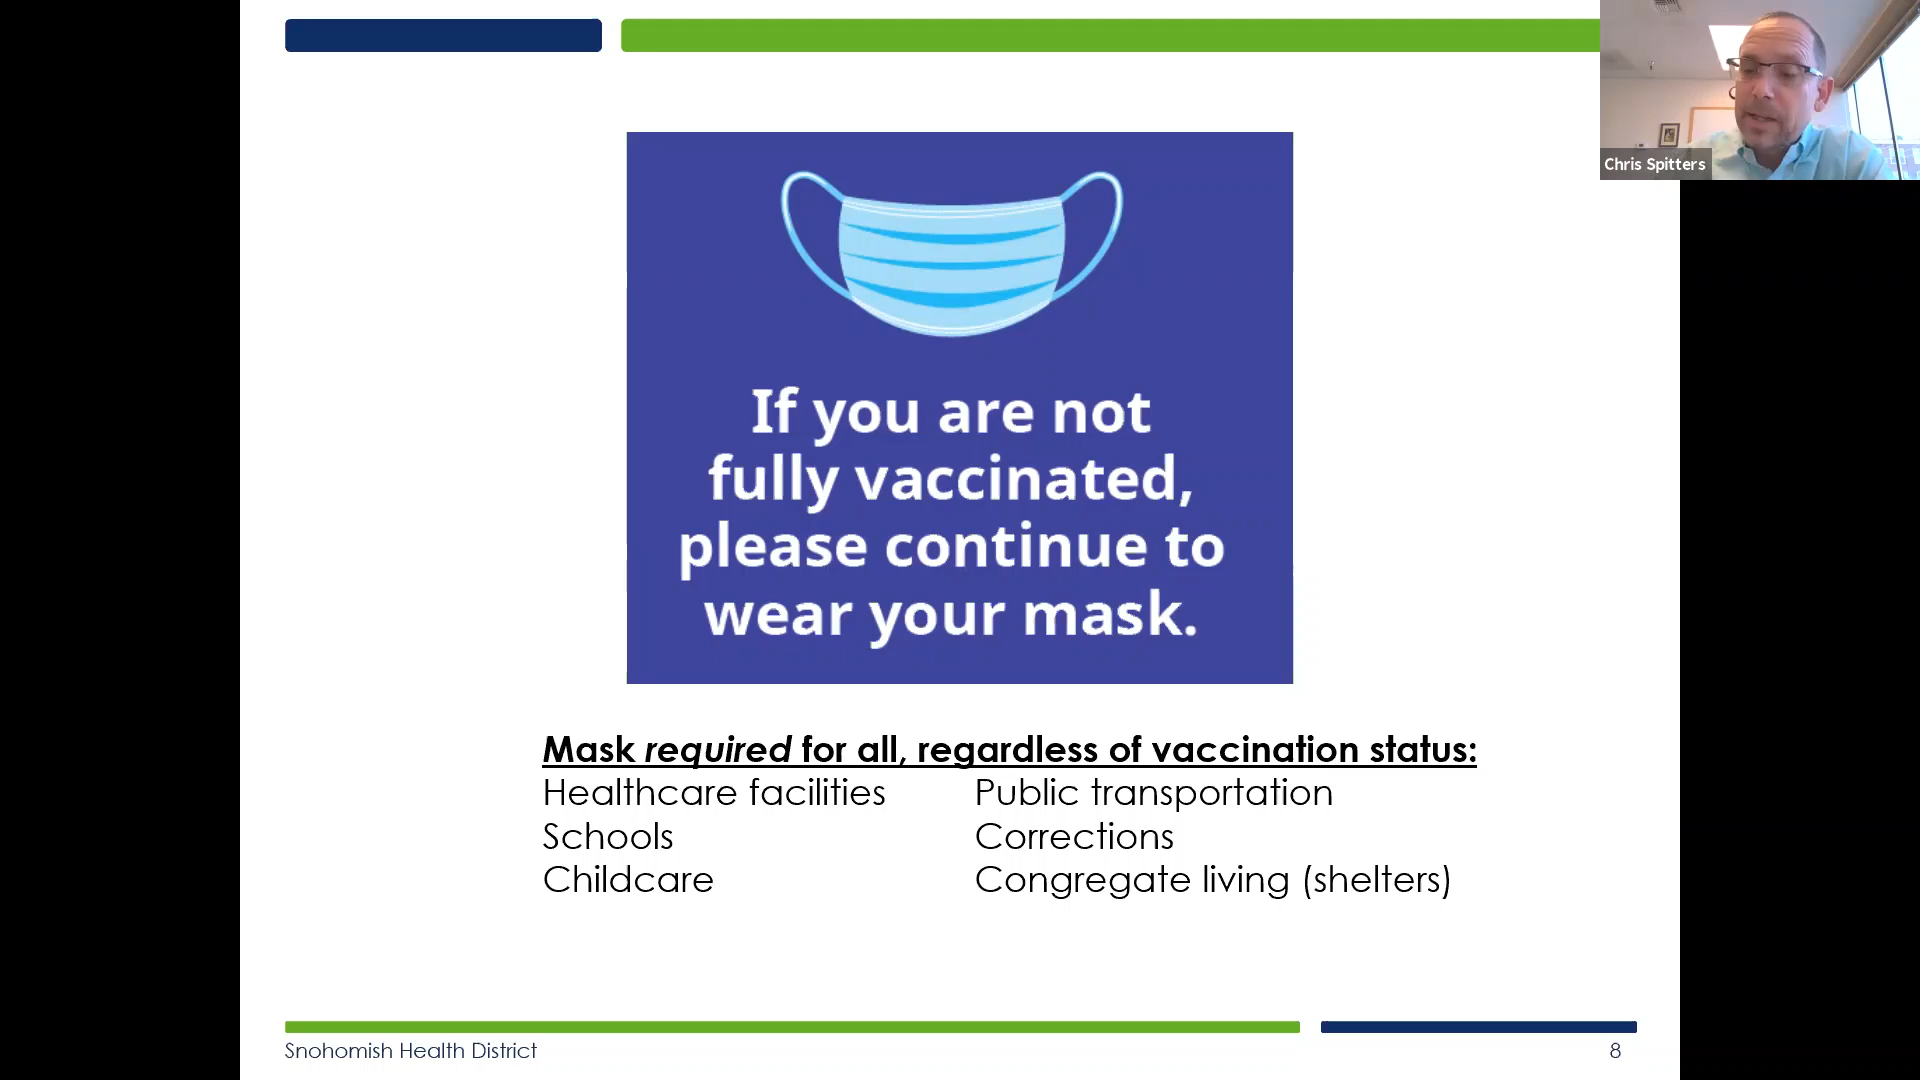 Chris Spitters
If you are not
fully vaccinated,
please continue to
wear your mask.
Mask required for all, regardless of vaccination status:
Healthcare facilities Public transportation
Schools Corrections
Childcare Congregate living (shelters)
Snohomish Health District 8